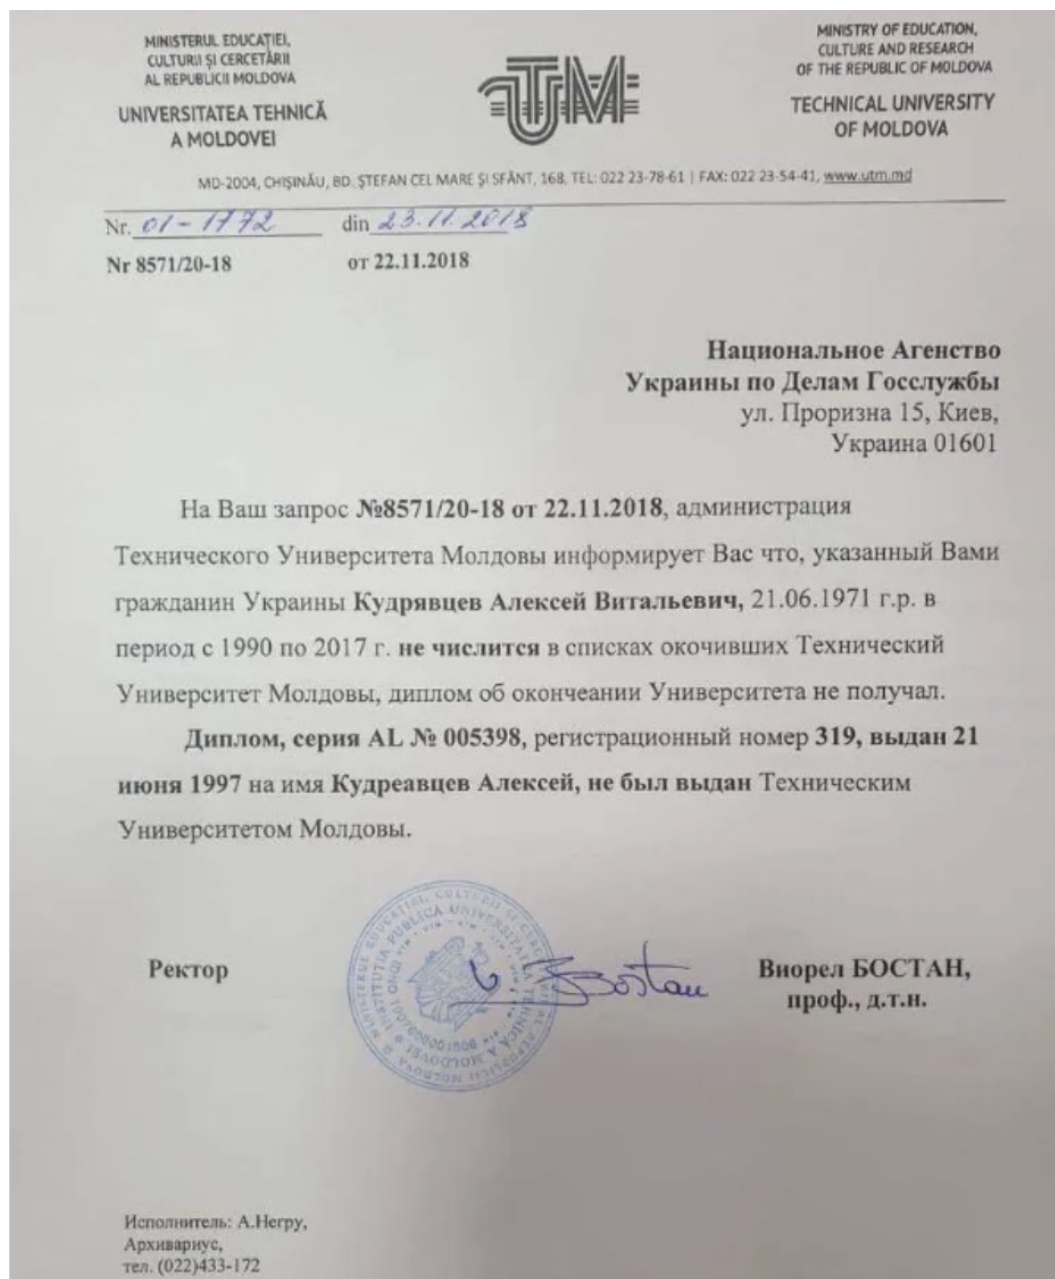 MINISTERUL EDUCAȚIEI,
CULTURII ȘI CERCETĂRII
AL REPUBLICII MOLDOVA
UNIVERSITATEA TEHNICĂ
A MOLDOVEI
UTM
MINISTRY OF EDUCATION,
CULTURE AND RESEARCH
OF THE REPUBLIC OF MOLDOVA
TECHNICAL UNIVERSITY
OF MOLDOVA
MD-2004, CHIȘINĂU, BD. ȘTEFAN CEL MARE ȘI SFÂNT, 168, TEL: 022 23-78-61 | FAX: 022 23-54-41, www.utm.md
Nr. 01-1772 din 23.11.2018
Nr 8571/20-18 от 22.11.2018
Национальное Агенство
Украины по Делам Госслужбы
ул. Проризна 15, Киев,
Украина 01601
На Ваш запрос №8571/20-18 от 22.11.2018, администрация
Технического Университета Молдовы информирует Вас что, указанный Вами
гражданин Украины Кудрявцев Алексей Витальевич, 21.06.1971 г.р. в
период с 1990 по 2017 г. не числится в списках окочивших Технический
Университет Молдовы, диплом об окончеании Университета не получал.
Диплом, серия AL № 005398, регистрационный номер 319, выдан 21
июня 1997 на имя Кудреавцев Алексей, не был выдан Техническим
Университетом Молдовы.
Ректор
Bostan
Виорел БОСТАН,
проф., д.т.н.
Исполнитель: А.Негру,
Архивариус,
тел. (022)433-172